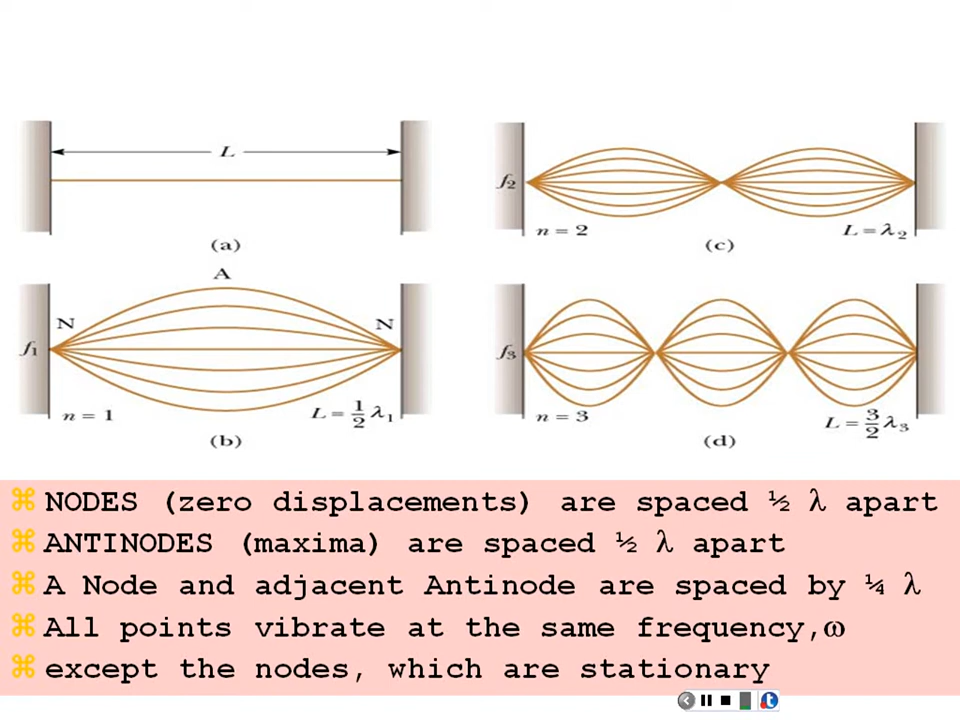 L
(a)
f₂
n = 2
L = λ₂
(c)
A
N
N
f₁
n = 1
L = ½ λ₁
(b)
f₃
n = 3
L = 3/2 λ₃
(d)
NODES (zero displacements) are spaced ½ λ apart
ANTINODES (maxima) are spaced ½ λ apart
A Node and adjacent Antinode are spaced by ¼ λ
All points vibrate at the same frequency,ω
except the nodes, which are stationary
t